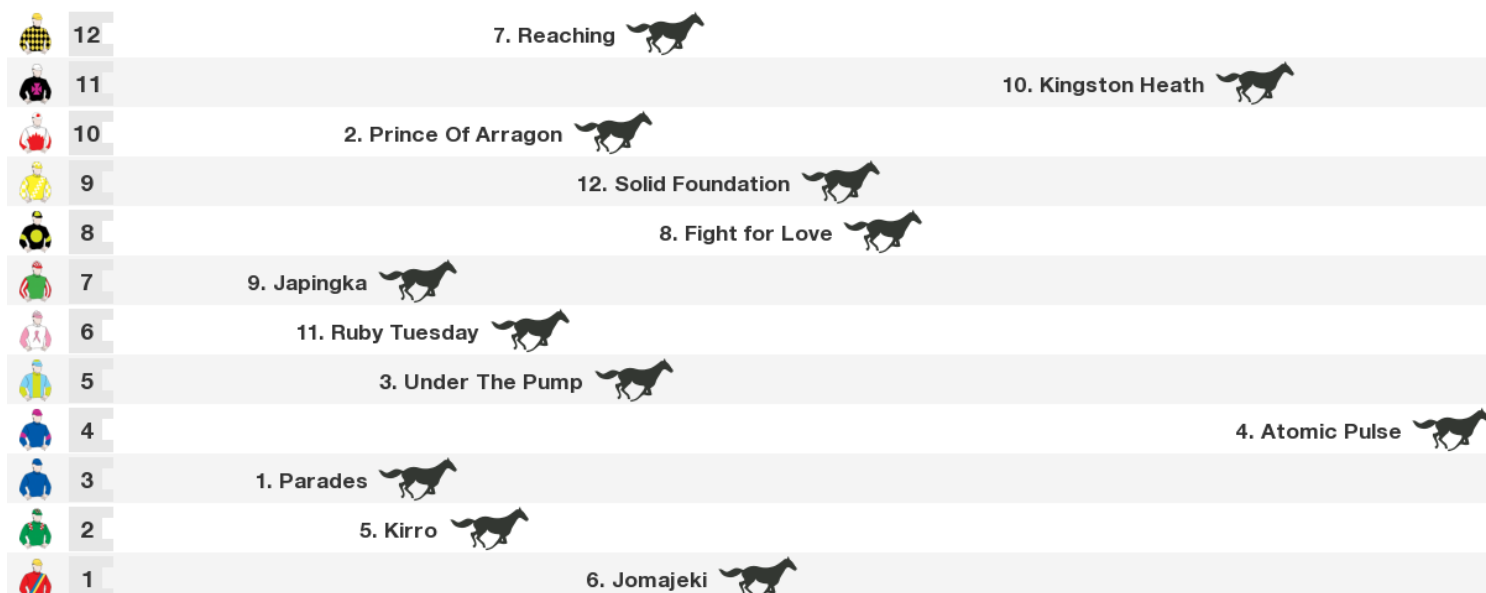 12 7. Reaching
11 10. Kingston Heath
10 2. Prince Of Arragon
9 12. Solid Foundation
8 8. Fight for Love
7 9. Japingka
6 11. Ruby Tuesday
5 3. Under The Pump
4 4. Atomic Pulse
3 1. Parades
2 5. Kirro
1 6. Jomajeki